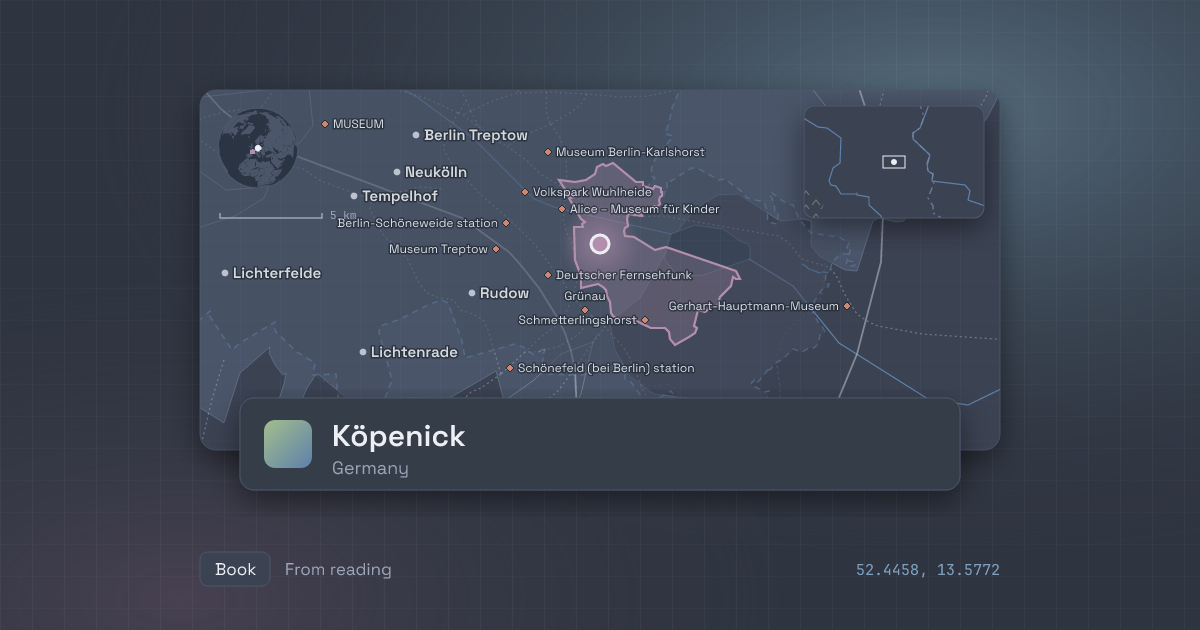 MUSEUM
Berlin Treptow
Museum Berlin-Karlshorst
Neukölln
Volkspark Wuhlheide
Tempelhof
Alice – Museum für Kinder
5 km
Berlin-Schöneweide station
Museum Treptow
Lichterfelde
Deutscher Fernsehfunk
Rudow
Grünau
Gerhart-Hauptmann-Museum
Schmetterlingshorst
Lichtenrade
Schönefeld (bei Berlin) station
Köpenick
Germany
Book
From reading
52.4458, 13.5772